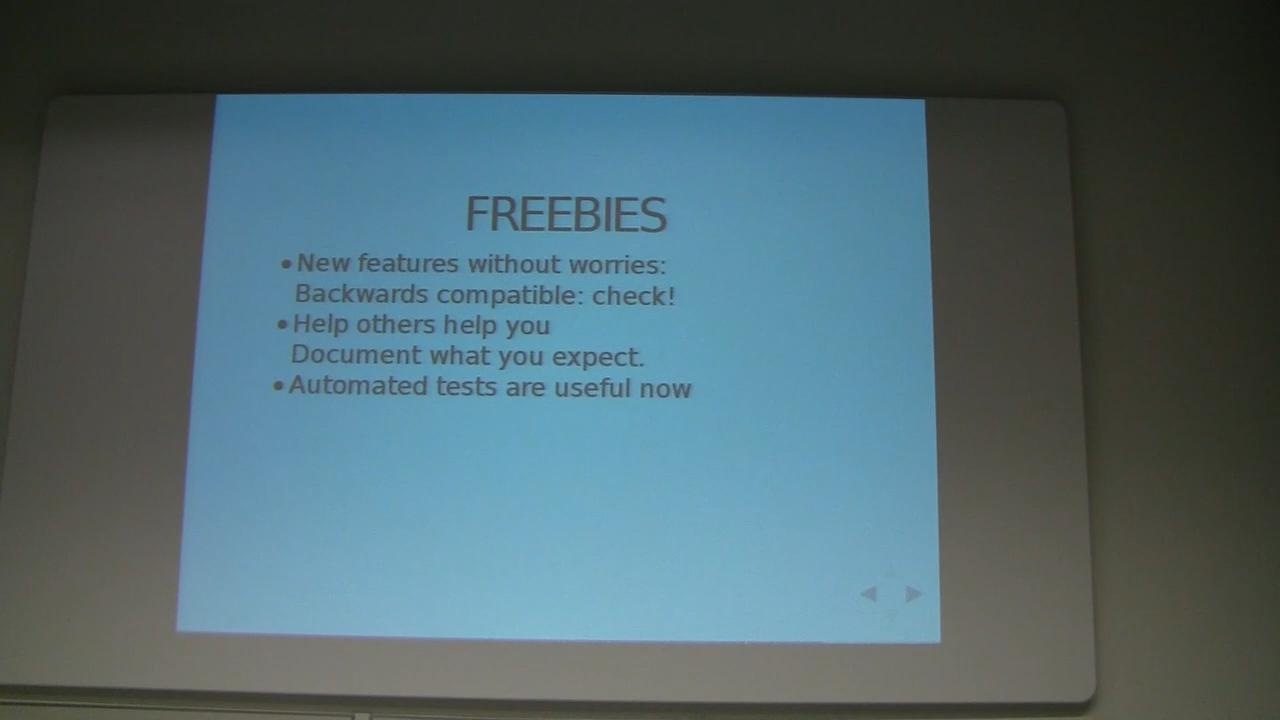 FREEBIES
•New features without worries:
Backwards compatible: check!
•Help others help you
Document what you expect.
•Automated tests are useful now